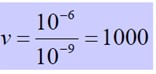 v = 10^{-6} / 10^{-9} = 1000